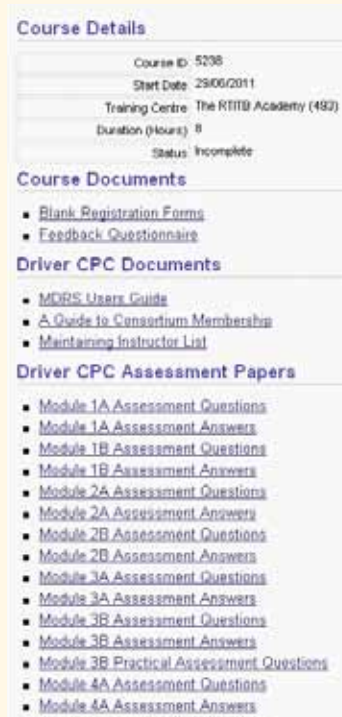 Course Details
Course ID 5238
Start Date 29/06/2011
Training Centre The RTITB Academy (492)
Duration (Hours) 8
Status Incomplete
Course Documents
Blank Registration Forms
Feedback Questionnaire
Driver CPC Documents
MDRS Users Guide
A Guide to Consortium Membership
Maintaining Instructor List
Driver CPC Assessment Papers
Module 1A Assessment Questions
Module 1A Assessment Answers
Module 1B Assessment Questions
Module 1B Assessment Answers
Module 2A Assessment Questions
Module 2A Assessment Answers
Module 2B Assessment Questions
Module 2B Assessment Answers
Module 3A Assessment Questions
Module 3A Assessment Answers
Module 3B Assessment Questions
Module 3B Assessment Answers
Module 3B Practical Assessment Questions
Module 4A Assessment Questions
Module 4A Assessment Answers